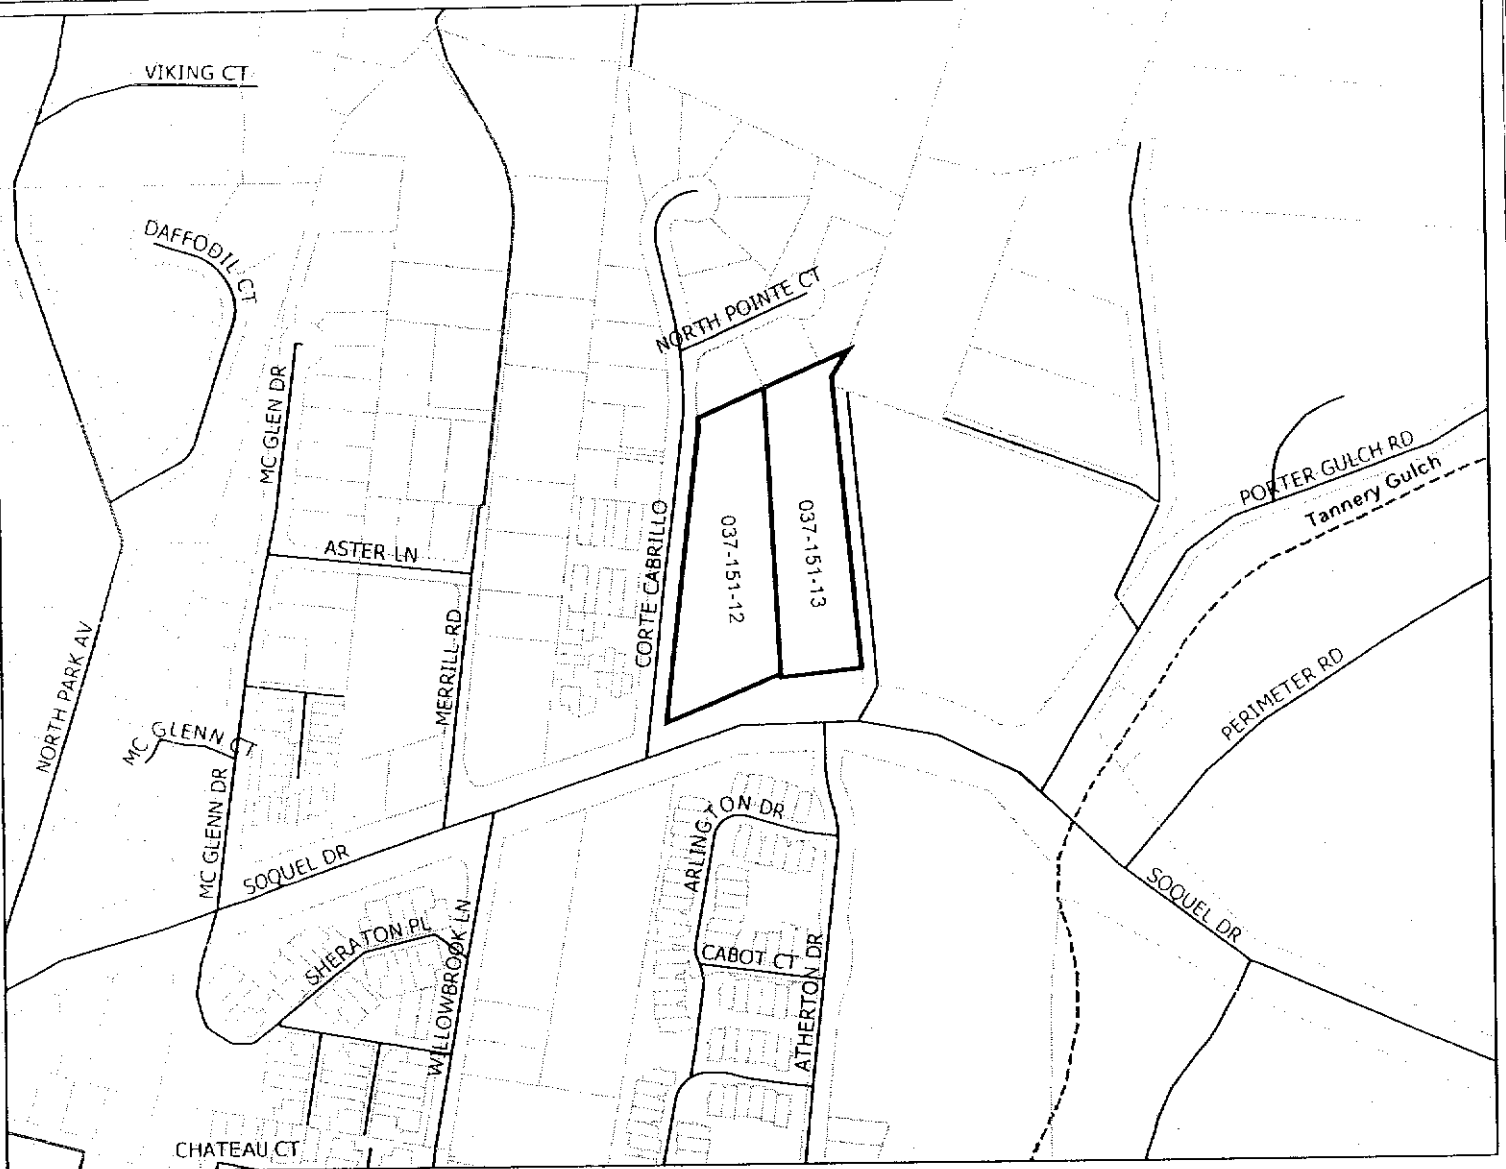 VIKING CT
DAFFODIL CT
NORTH POINTE CT
MC GLEN DR
PORTER GULCH RD
Tannery Gulch
037-151-12
037-151-13
CORTE CABRILLO
ASTER LN
MERRILL RD
NORTH PARK AV
PERIMETER RD
MC GLENN CT
MC GLENN DR
ARLINGTON DR
SOQUEL DR
SOQUEL DR
SHERATON PL
WILLOWBROOK LN
CABOT CT
ATHERTON DR
CHATEAU CT